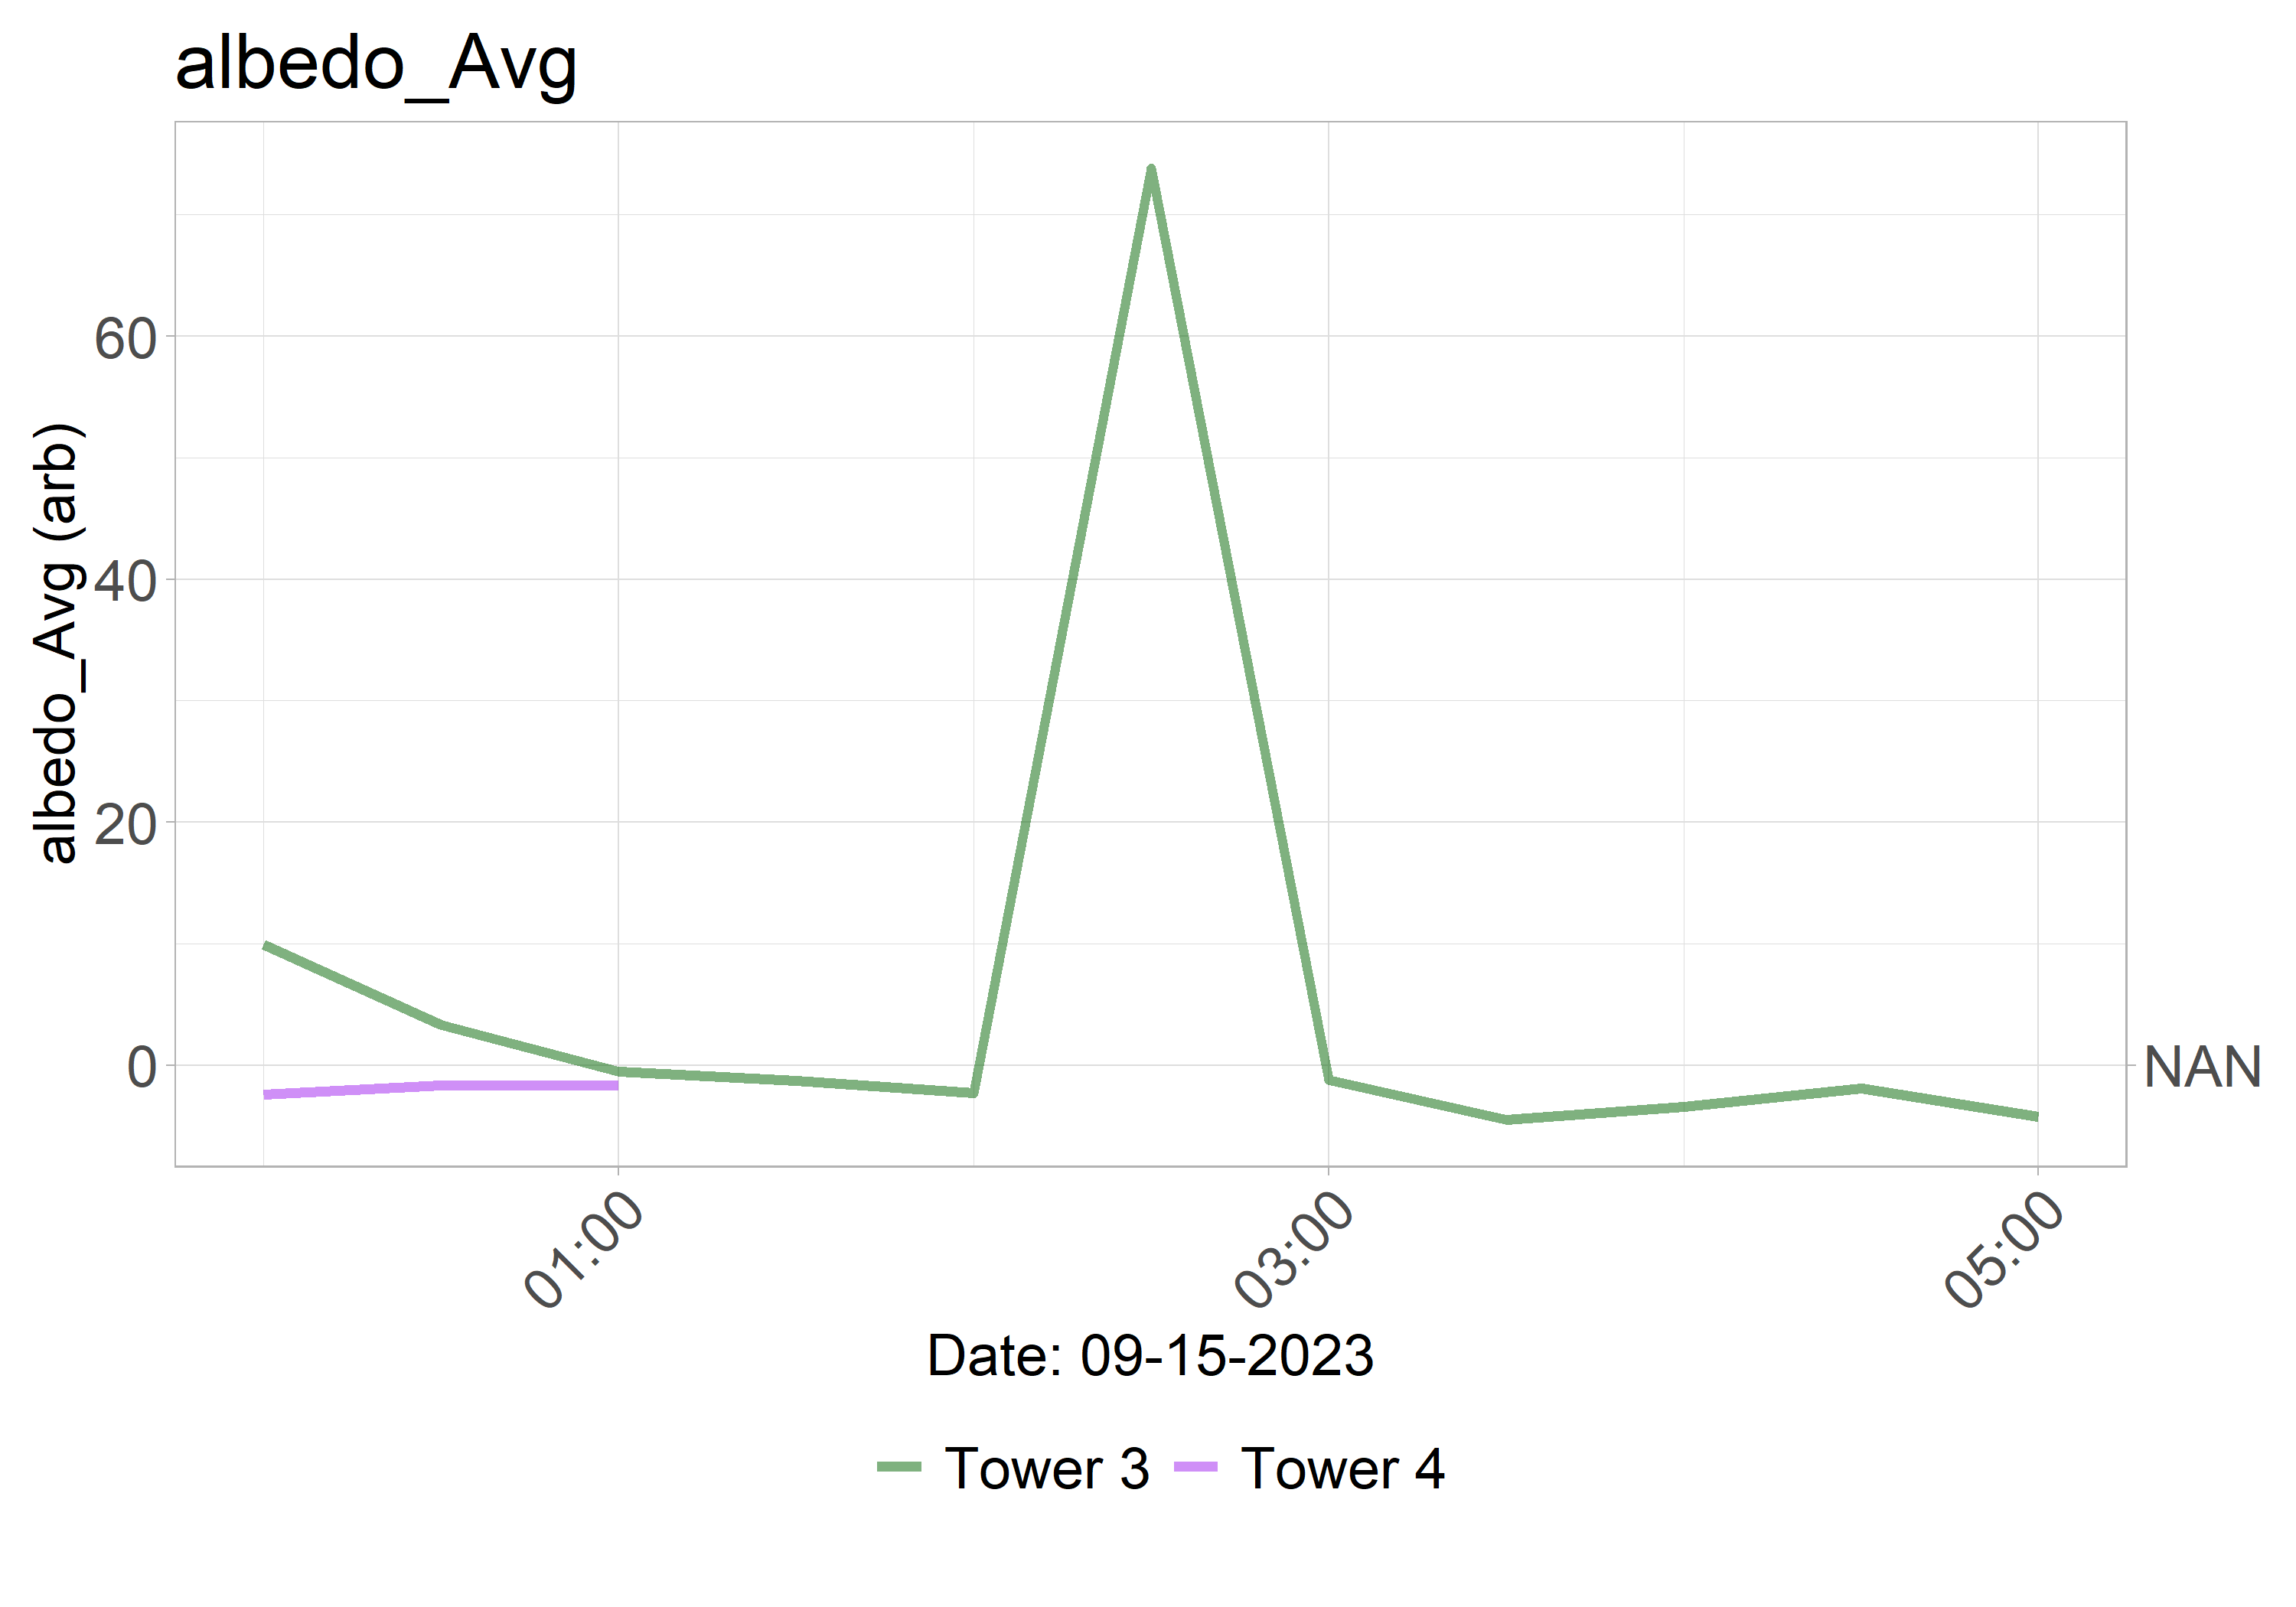 albedo_Avg
albedo_Avg (arb)
60
40
20
0
NAN
01:00
03:00
05:00
Date: 09-15-2023
Tower 3
Tower 4